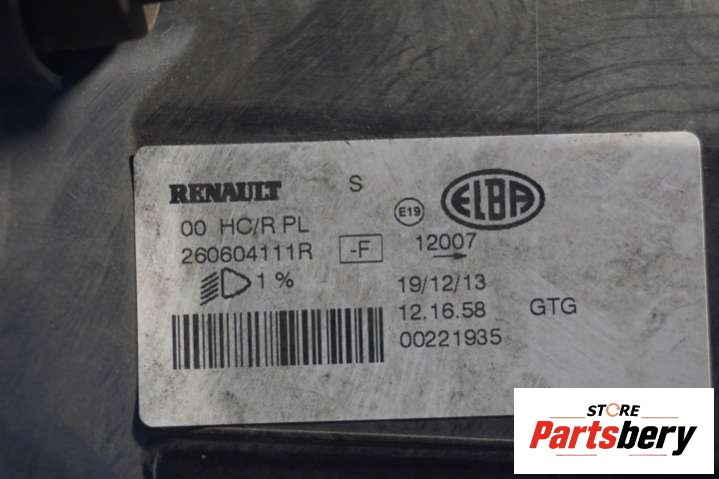 RENAULT S
E19 ELBA
00 HC/R PL
260604111R -F 12007
1 %
19/12/13
12.16.58 GTG
00221935
STORE
Partsbery